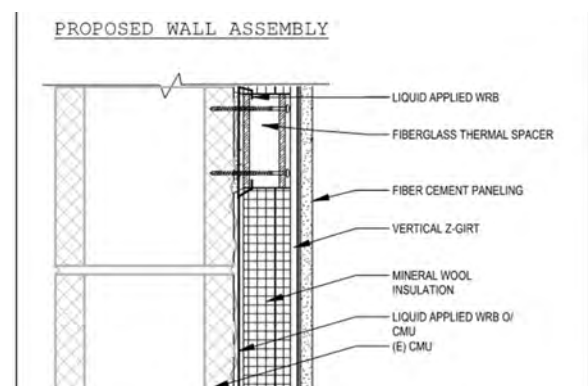 PROPOSED WALL ASSEMBLY
LIQUID APPLIED WRB
FIBERGLASS THERMAL SPACER
FIBER CEMENT PANELING
VERTICAL Z-GIRT
MINERAL WOOL
INSULATION
LIQUID APPLIED WRB O/
CMU
(E) CMU